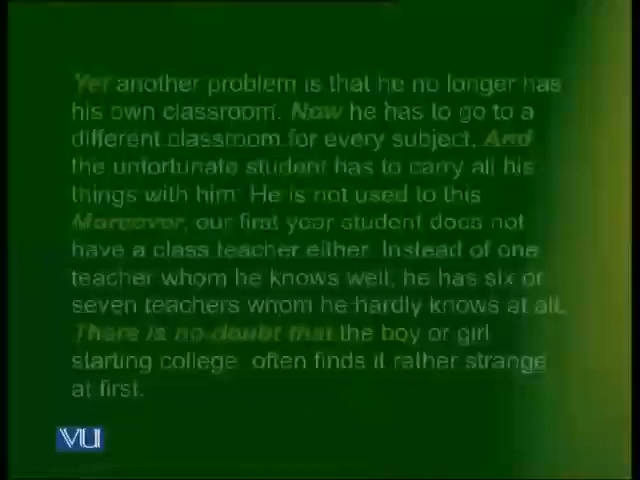 Yet another problem is that he no longer has
his own classroom. Now he has to go to a
different classroom for every subject. And
the unfortunate student has to carry all his
things with him. He is not used to this
Moreover, our first year student does not
have a class teacher either. Instead of one
teacher whom he knows well, he has six or
seven teachers whom he hardly knows at all.
There is no doubt that the boy or girl
starting college, often finds it rather strange
at first.
VU